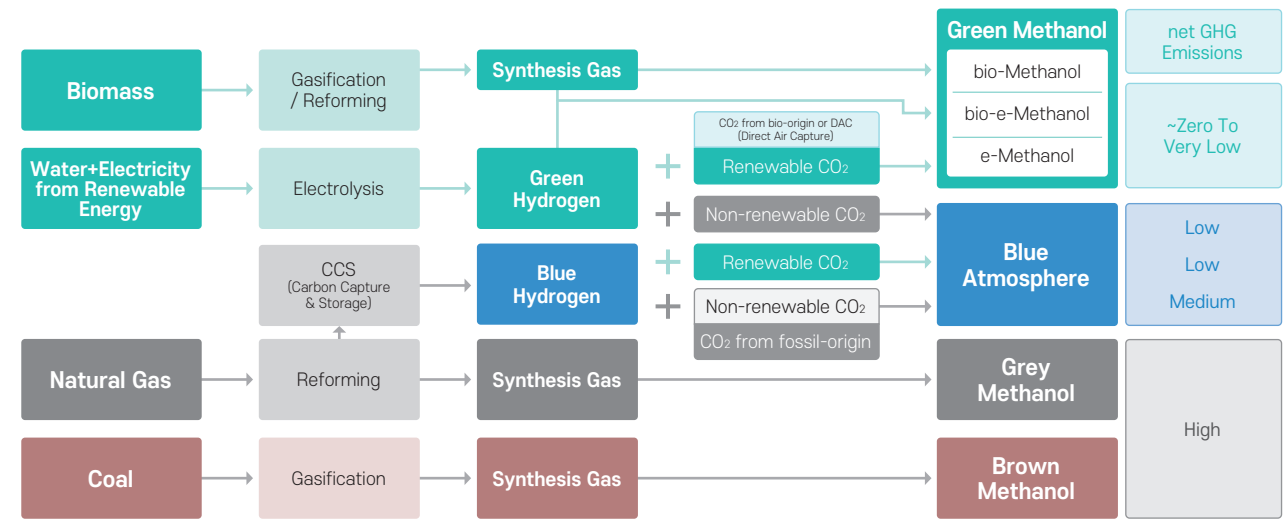 Biomass
Gasification
/ Reforming
Synthesis Gas
Green Methanol
bio-Methanol
bio-e-Methanol
e-Methanol
net GHG
Emissions
~Zero To
Very Low
Water+Electricity
from Renewable
Energy
Electrolysis
Green
Hydrogen
+
CO₂ from bio-origin or DAC
(Direct Air Capture)
Renewable CO₂
+
Non-renewable CO₂
CCS
(Carbon Capture
& Storage)
Blue
Hydrogen
+
Renewable CO₂
+
Non-renewable CO₂
CO₂ from fossil-origin
Blue
Atmosphere
Low
Low
Medium
Natural Gas
Reforming
Synthesis Gas
Grey
Methanol
High
Coal
Gasification
Synthesis Gas
Brown
Methanol